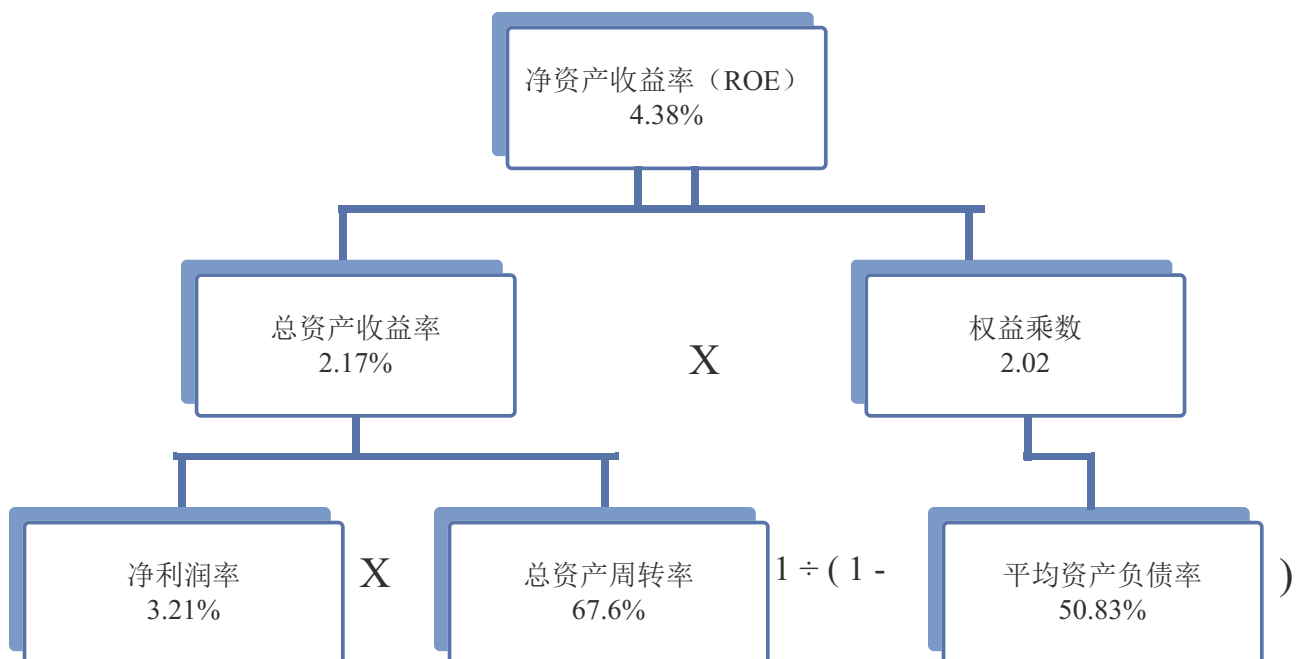 净资产收益率（ROE）
4.38%
总资产收益率
2.17%
X
权益乘数
2.02
净利润率
3.21%
X
总资产周转率
67.6%
1 ÷ ( 1 -
平均资产负债率
50.83%
)